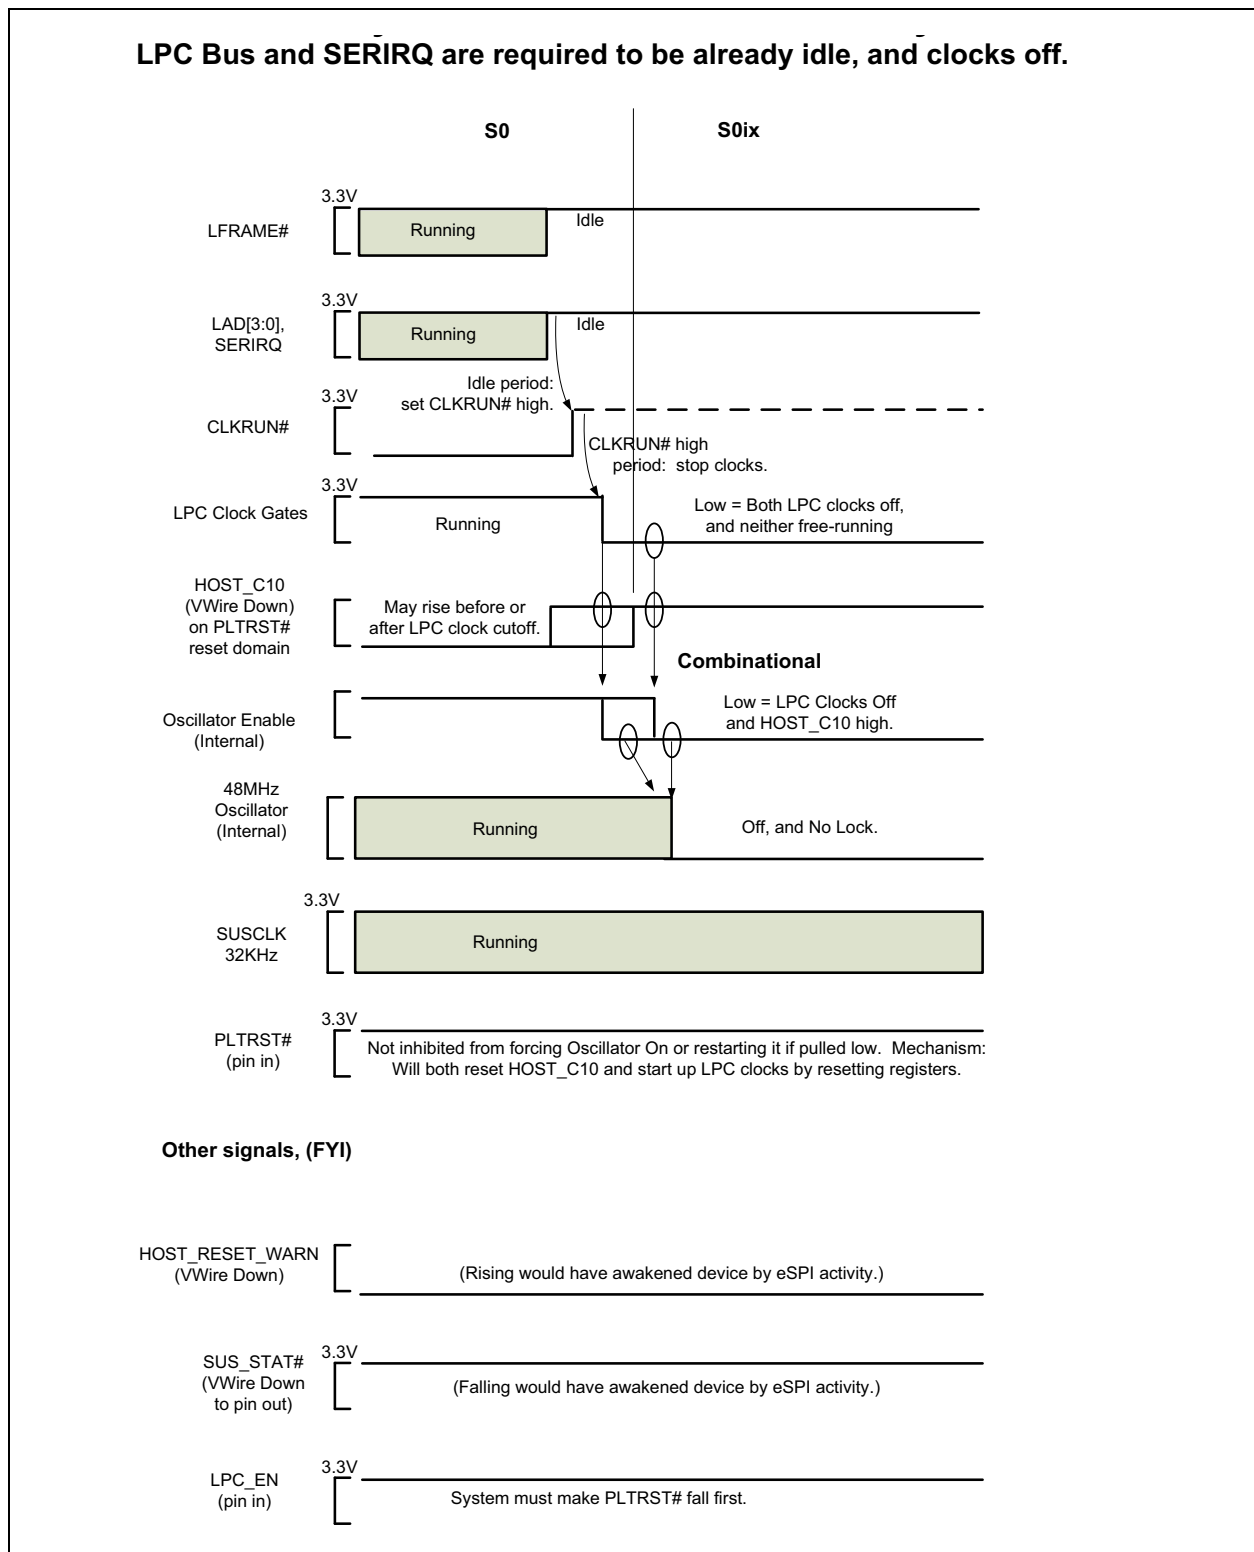 LPC Bus and SERIRQ are required to be already idle, and clocks off.
S0
S0ix
3.3V
LFRAME#
Running
Idle
3.3V
LAD[3:0],
SERIRQ
Running
Idle
Idle period:
set CLKRUN# high.
3.3V
CLKRUN#
CLKRUN# high
period: stop clocks.
3.3V
LPC Clock Gates
Running
Low = Both LPC clocks off,
and neither free-running
HOST_C10
(VWire Down)
on PLTRST#
reset domain
May rise before or
after LPC clock cutoff.
Combinational
Oscillator Enable
(Internal)
Low = LPC Clocks Off
and HOST_C10 high.
48MHz
Oscillator
(Internal)
Running
Off, and No Lock.
3.3V
SUSCLK
32KHz
Running
3.3V
PLTRST#
(pin in)
Not inhibited from forcing Oscillator On or restarting it if pulled low. Mechanism:
Will both reset HOST_C10 and start up LPC clocks by resetting registers.
Other signals, (FYI)
HOST_RESET_WARN
(VWire Down)
(Rising would have awakened device by eSPI activity.)
3.3V
SUS_STAT#
(VWire Down
to pin out)
(Falling would have awakened device by eSPI activity.)
3.3V
LPC_EN
(pin in)
System must make PLTRST# fall first.